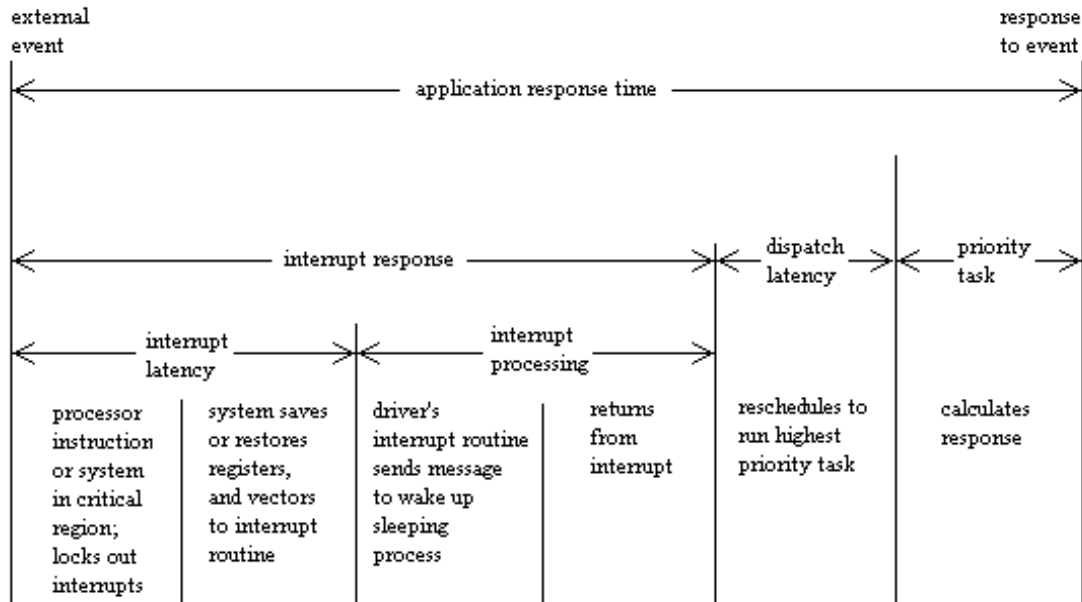 external
event
response
to event
application response time
interrupt response
dispatch
latency
priority
task
interrupt
latency
interrupt
processing
processor
instruction
or system
in critical
region;
locks out
interrupts
system saves
or restores
registers,
and vectors
to interrupt
routine
driver's
interrupt routine
sends message
to wake up
sleeping
process
returns
from
interrupt
reschedules to
run highest
priority task
calculates
response